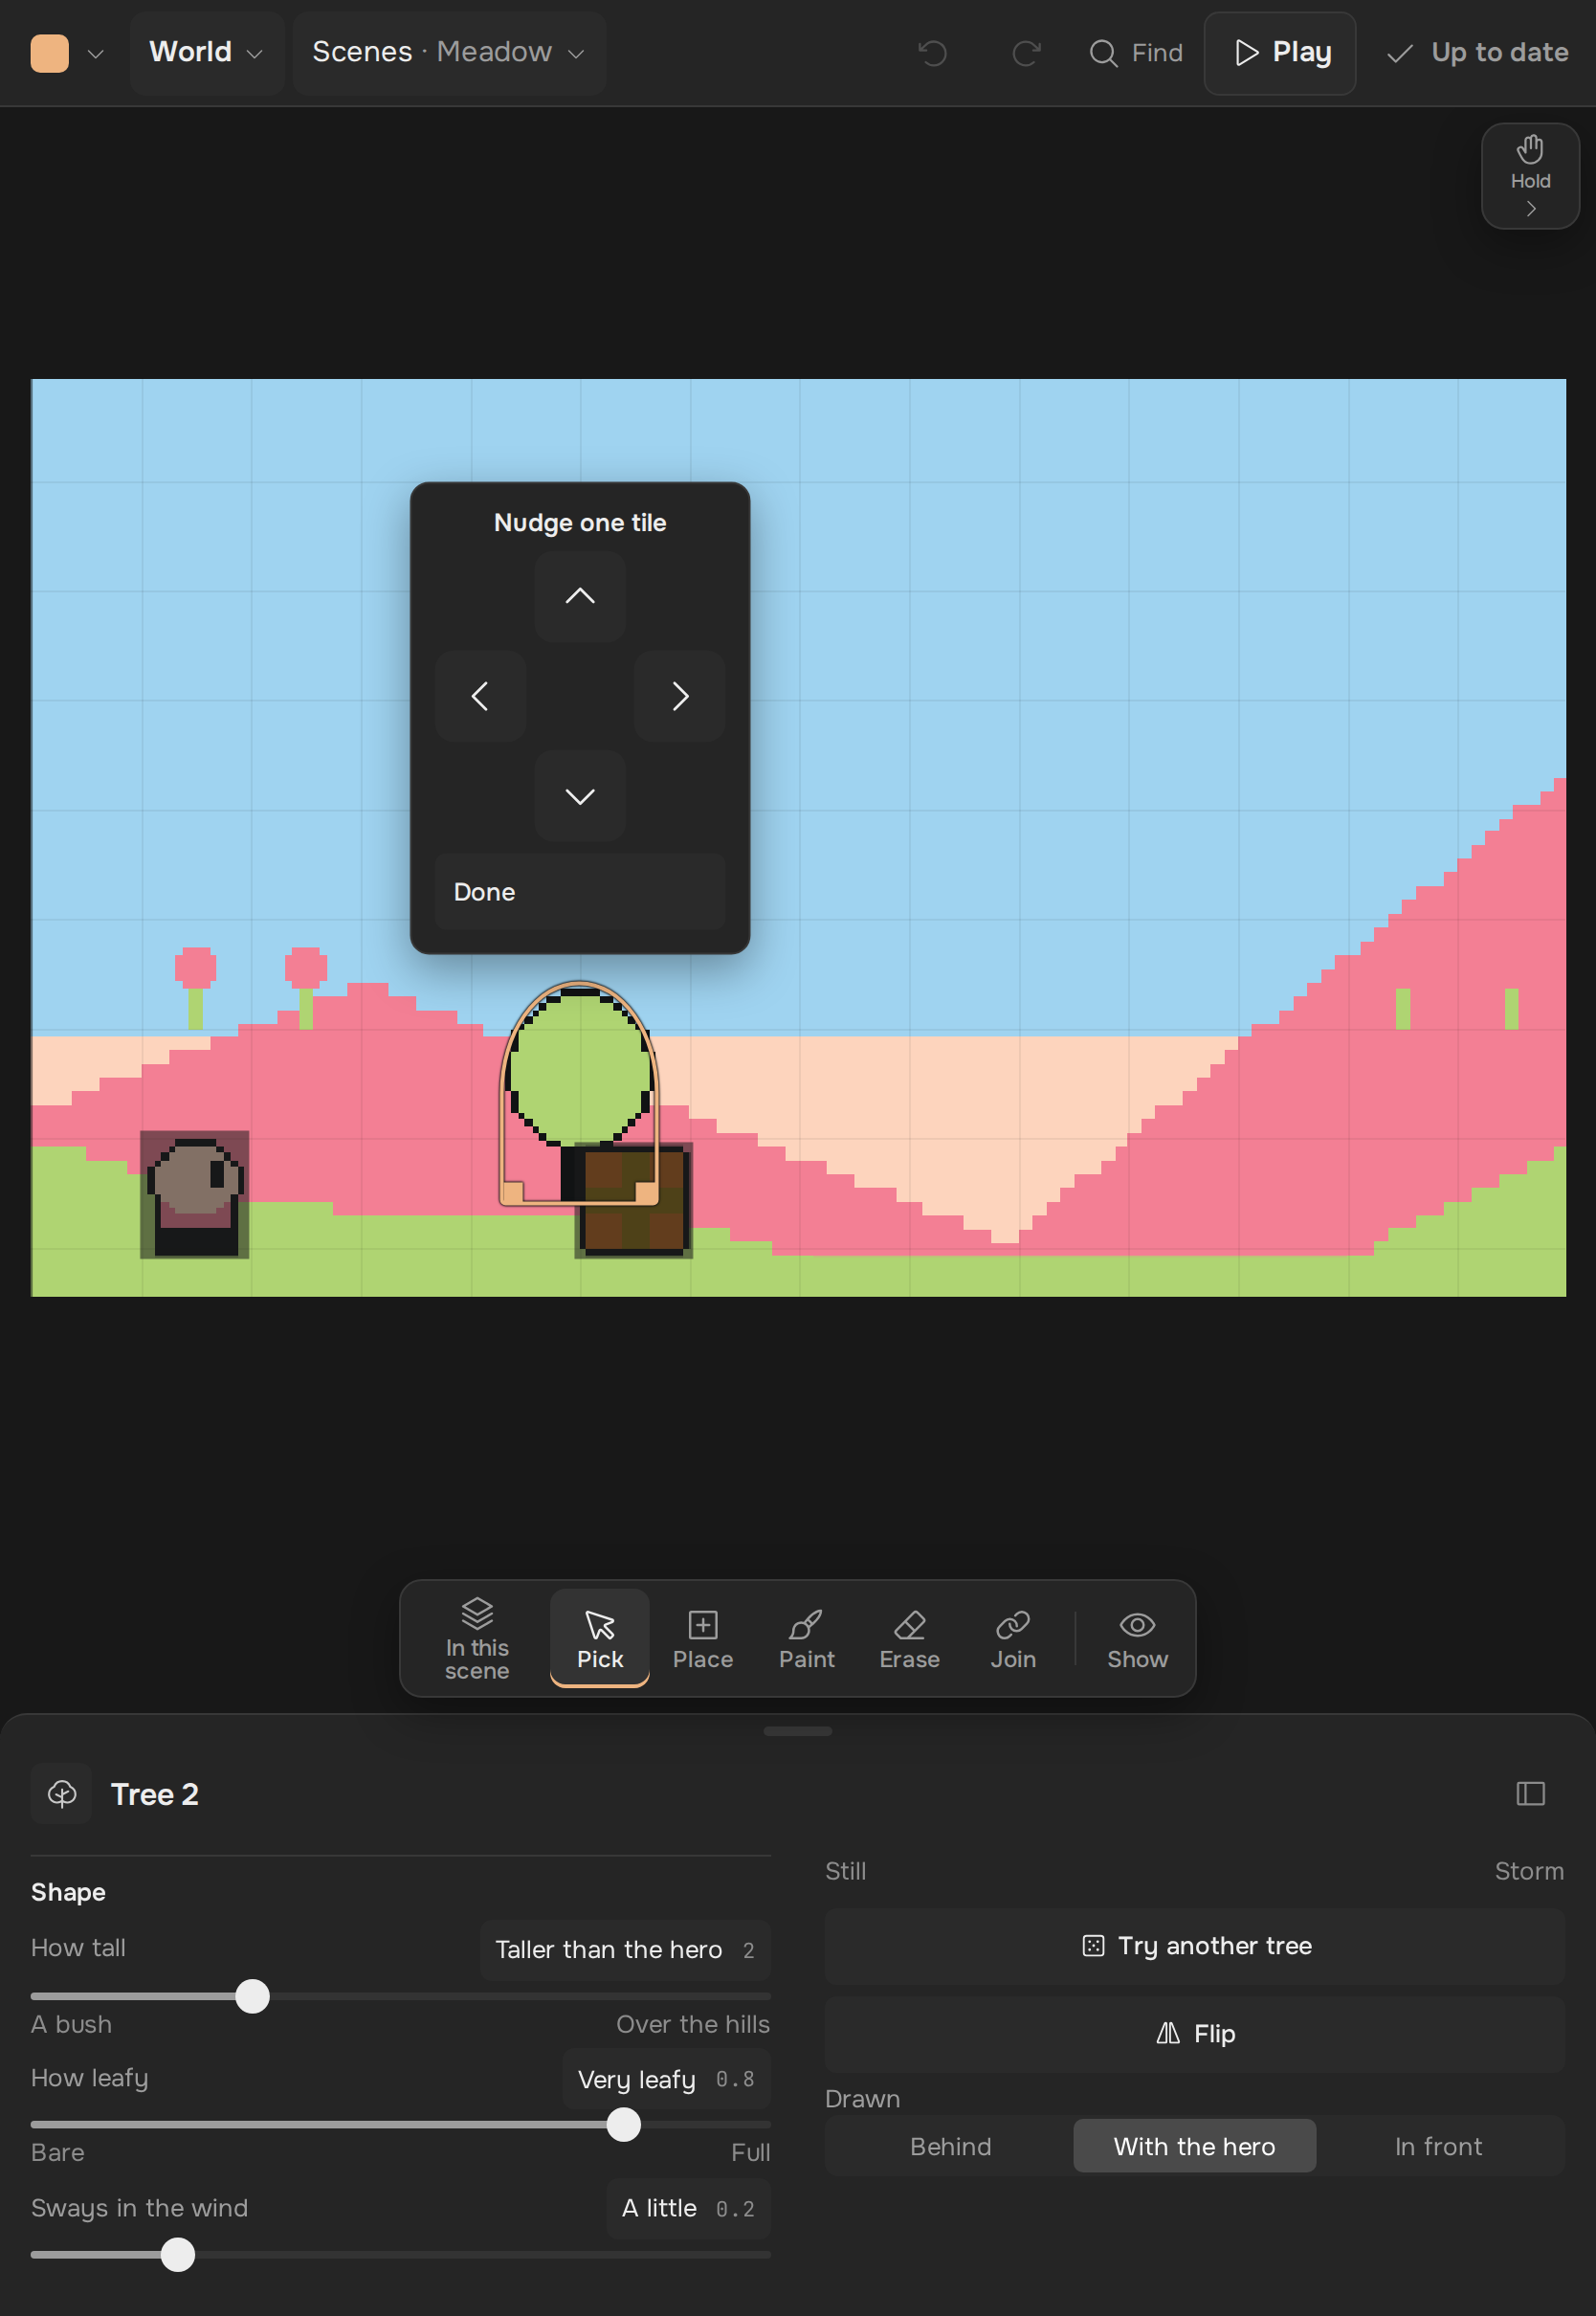 World
Scenes · Meadow
Find
Play
Up to date
Hold
Nudge one tile
Done
In this
scene
Pick
Place
Paint
Erase
Join
Show
Tree 2
Shape
How tall
Taller than the hero 2
A bush
Over the hills
How leafy
Very leafy 0.8
Bare
Full
Sways in the wind
A little 0.2
Still
Storm
Try another tree
Flip
Drawn
Behind
With the hero
In front